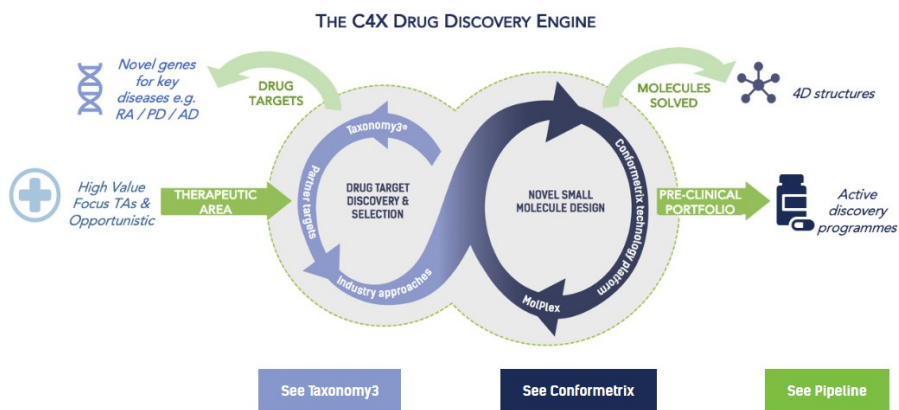 THE C4X DRUG DISCOVERY ENGINE
Novel genes
for key
diseases e.g.
RA / PD / AD
DRUG
TARGETS
MOLECULES
SOLVED
4D structures
High Value
Focus TAs &
Opportunistic
THERAPEUTIC
AREA
Taxonomy3®
Partner targets
Industry approaches
DRUG TARGET
DISCOVERY &
SELECTION
NOVEL SMALL
MOLECULE DESIGN
Conformetrix technology platform
MolPlex
PRE-CLINICAL
PORTFOLIO
Active
discovery
programmes
See Taxonomy3
See Conformetrix
See Pipeline